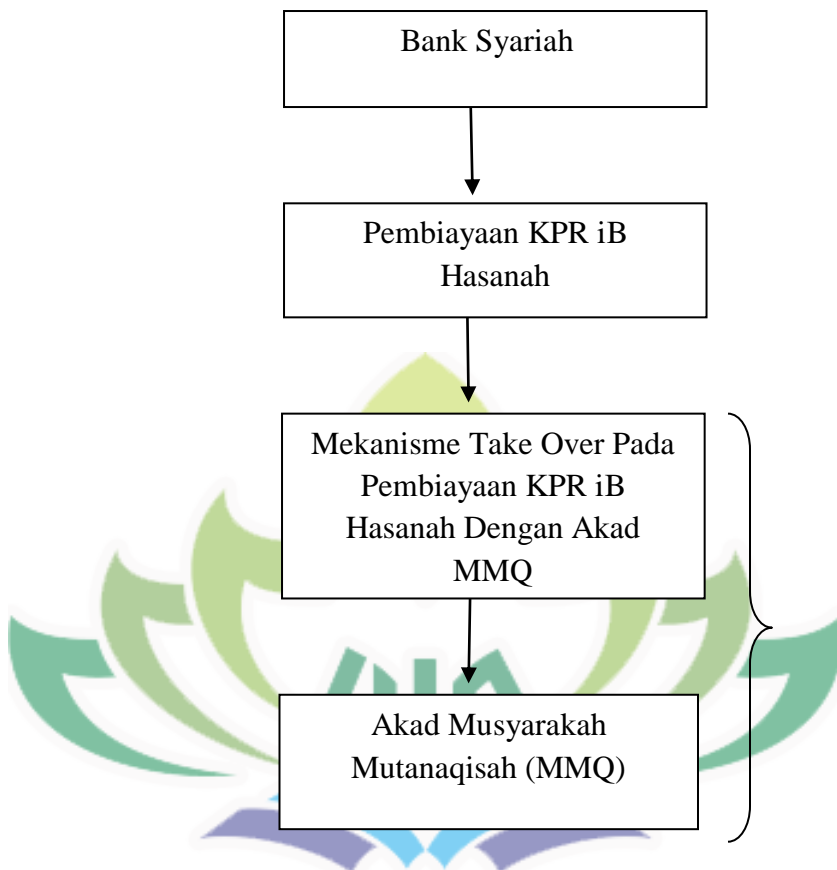 Bank Syariah
Pembiayaan KPR iB
Hasanah
Mekanisme Take Over Pada
Pembiayaan KPR iB
Hasanah Dengan Akad
MMQ
Akad Musyarakah
Mutanaqisah (MMQ)